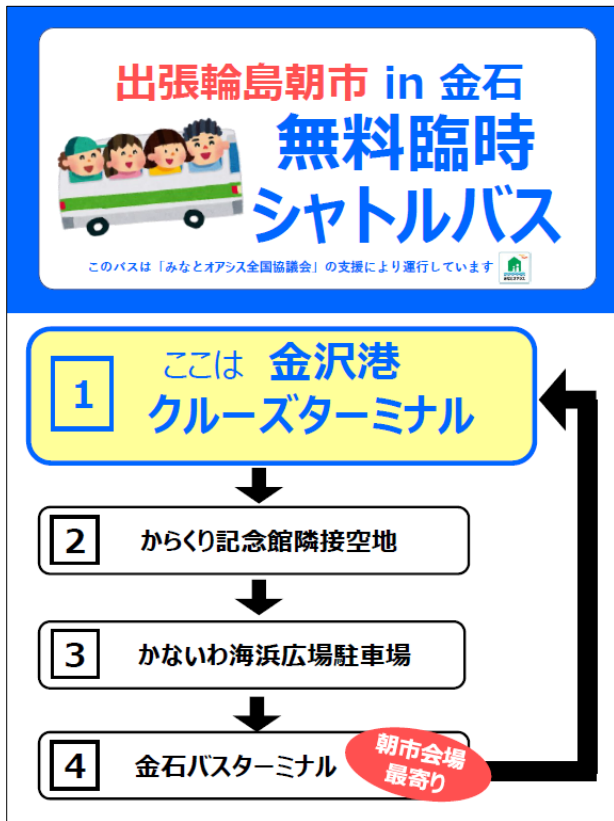 出張輪島朝市 in 金石
無料臨時
シャトルバス
このバスは「みなとオアシス全国協議会」の支援により運行しています
1
ここは 金沢港
クルーズターミナル
2
からくり記念館隣接空地
3
かないわ海浜広場駐車場
4
金石バスターミナル
朝市会場
最寄り